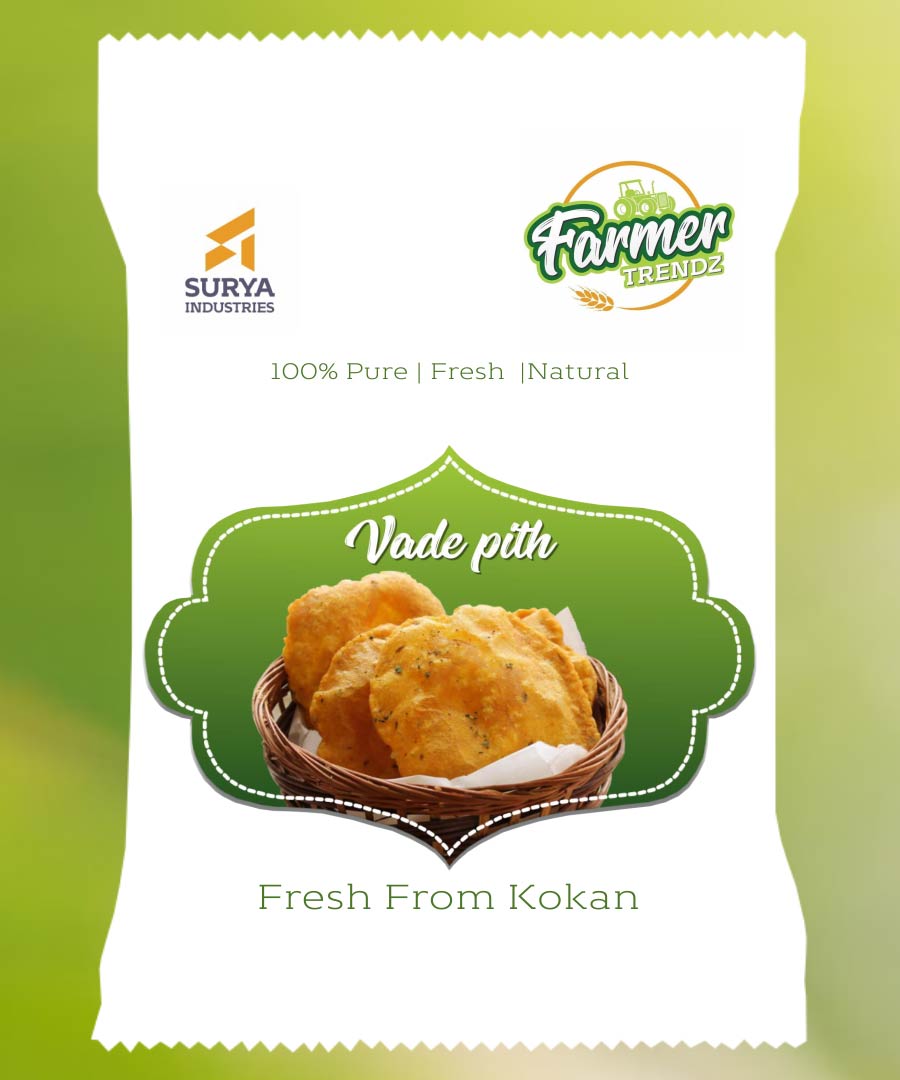 SURYA
INDUSTRIES
Farmer
TRENDZ
100% Pure | Fresh |Natural
Vade pith
Fresh From Kokan